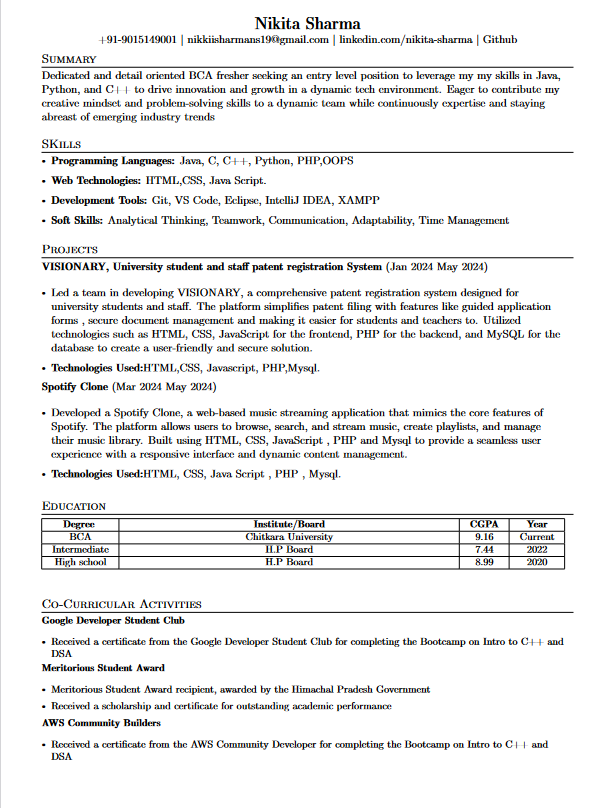 Nikita Sharma
+91-9015149001 | nikkiisharmans19@gmail.com | linkedin.com/nikita-sharma | Github
Summary
Dedicated and detail oriented BCA fresher seeking an entry level position to leverage my my skills in Java,
Python, and C++ to drive innovation and growth in a dynamic tech environment. Eager to contribute my
creative mindset and problem-solving skills to a dynamic team while continuously expertise and staying
abreast of emerging industry trends
SKills
• Programming Languages: Java, C, C++, Python, PHP,OOPS
• Web Technologies: HTML,CSS, Java Script.
• Development Tools: Git, VS Code, Eclipse, IntelliJ IDEA, XAMPP
• Soft Skills: Analytical Thinking, Teamwork, Communication, Adaptability, Time Management
Projects
VISIONARY, University student and staff patent registration System (Jan 2024 May 2024)
• Led a team in developing VISIONARY, a comprehensive patent registration system designed for
university students and staff. The platform simplifies patent filing with features like guided application
forms , secure document management and making it easier for students and teachers to. Utilized
technologies such as HTML, CSS, JavaScript for the frontend, PHP for the backend, and MySQL for the
database to create a user-friendly and secure solution.
• Technologies Used:HTML,CSS, Javascript, PHP,Mysql.
Spotify Clone (Mar 2024 May 2024)
• Developed a Spotify Clone, a web-based music streaming application that mimics the core features of
Spotify. The platform allows users to browse, search, and stream music, create playlists, and manage
their music library. Built using HTML, CSS, JavaScript , PHP and Mysql to provide a seamless user
experience with a responsive interface and dynamic content management.
• Technologies Used:HTML, CSS, Java Script , PHP , Mysql.
Education
Degree Institute/Board CGPA Year
BCA Chitkara University 9.16 Current
Intermediate H.P Board 7.44 2022
High school H.P Board 8.99 2020
Co-Curricular Activities
Google Developer Student Club
• Received a certificate from the Google Developer Student Club for completing the Bootcamp on Intro to C++ and
DSA
Meritorious Student Award
• Meritorious Student Award recipient, awarded by the Himachal Pradesh Government
• Received a scholarship and certificate for outstanding academic performance
AWS Community Builders
• Received a certificate from the AWS Community Developer for completing the Bootcamp on Intro to C++ and
DSA